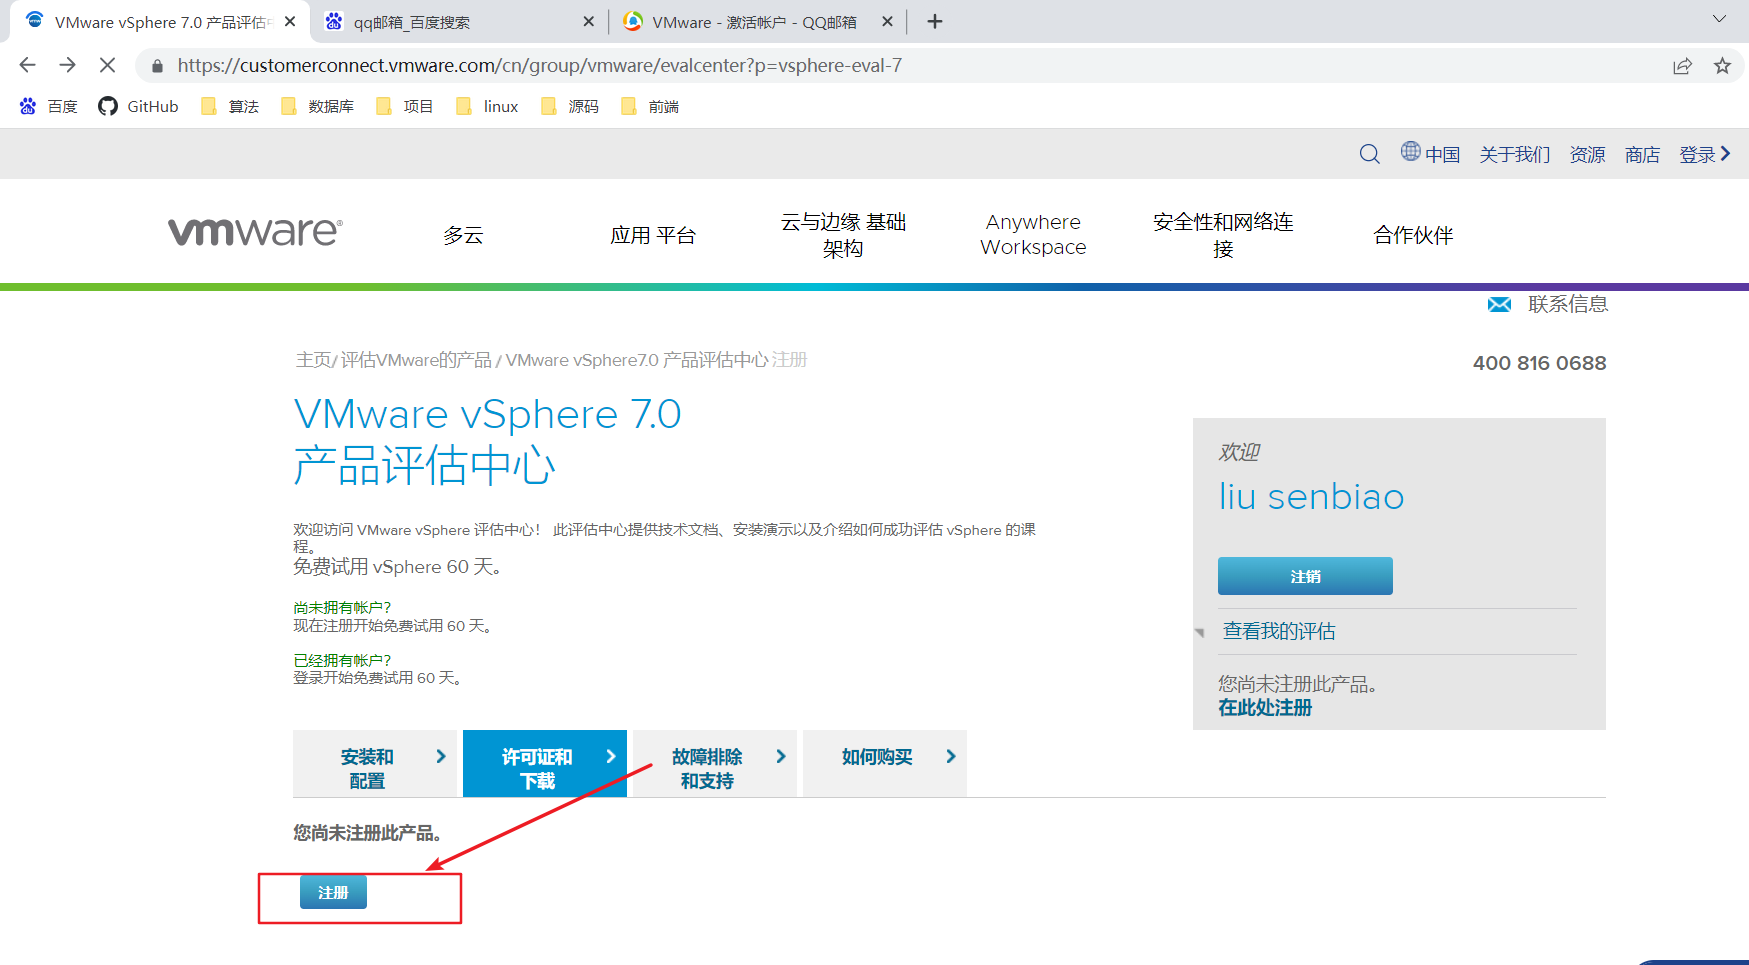 VMware vSphere 7.0 产品评估中
qq邮箱_百度搜索
VMware - 激活帐户 - QQ邮箱
https://customerconnect.vmware.com/cn/group/vmware/evalcenter?p=vsphere-eval-7
百度
GitHub
算法
数据库
项目
linux
源码
前端
中国
关于我们
资源
商店
登录
vmware®
多云
应用 平台
云与边缘 基础
架构
Anywhere
Workspace
安全性和网络连
接
合作伙伴
联系信息
主页/ 评估VMware的产品 / VMware vSphere7.0 产品评估中心 注册
400 816 0688
VMware vSphere 7.0
产品评估中心
欢迎
liu senbiao
欢迎访问 VMware vSphere 评估中心！ 此评估中心提供技术文档、安装演示以及介绍如何成功评估 vSphere 的课
程。
免费试用 vSphere 60 天。
注销
尚未拥有帐户?
现在注册开始免费试用 60 天。
查看我的评估
已经拥有帐户?
登录开始免费试用 60 天。
您尚未注册此产品。
在此处注册
安装和
配置
许可证和
下载
故障排除
和支持
如何购买
您尚未注册此产品。
注册